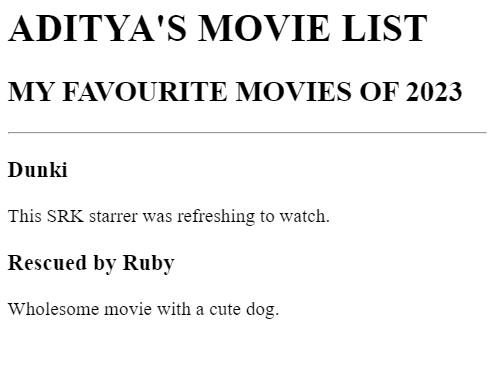 ADITYA'S MOVIE LIST
MY FAVOURITE MOVIES OF 2023
Dunki
This SRK starrer was refreshing to watch.
Rescued by Ruby
Wholesome movie with a cute dog.